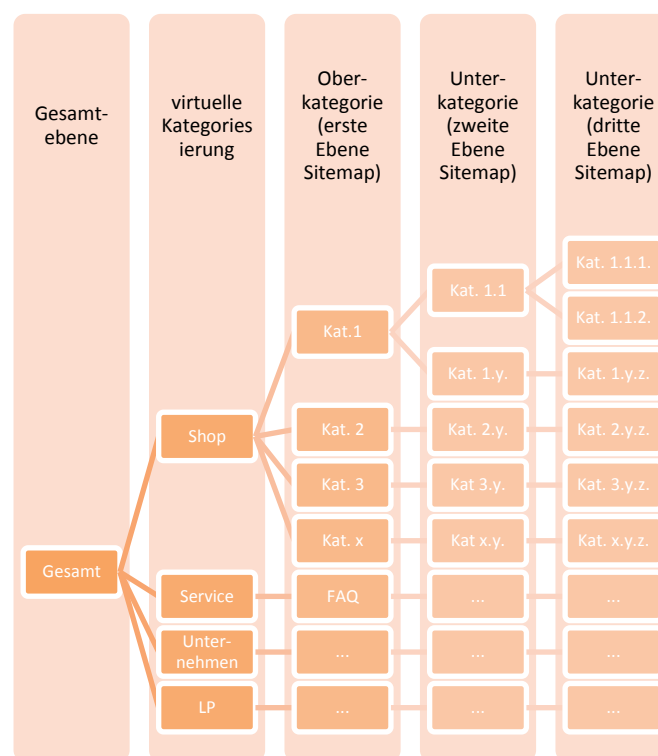 Gesamt-
ebene
virtuelle
Kategories
ierung
Ober-
kategorie
(erste
Ebene
Sitemap)
Unter-
kategorie
(zweite
Ebene
Sitemap)
Unter-
kategorie
(dritte
Ebene
Sitemap)
Gesamt
Shop
Kat.1
Kat. 1.1
Kat. 1.1.1.
Kat. 1.1.2.
Kat. 1.y.
Kat. 1.y.z.
Kat. 2
Kat. 2.y.
Kat. 2.y.z.
Kat. 3
Kat 3.y.
Kat. 3.y.z.
Kat. x
Kat x.y.
Kat. x.y.z.
Service
FAQ
...
...
Unter-
nehmen
...
...
...
LP
...
...
...